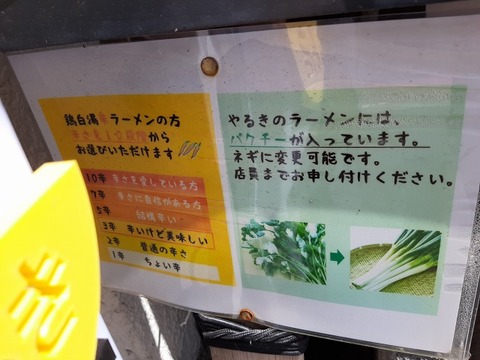 鶏白湯辛ラーメンの方
辛さを1〜10段階から
お選びいただけます
10辛 辛さを愛している方
7辛 辛さに自信がある方
5辛 結構辛い
3辛 辛いけど美味しい
2辛 普通の辛さ
1辛 ちょい辛
やるきのラーメンには、
パクチーが入っています。
ネギに変更可能です。
店員までお申し付けください。